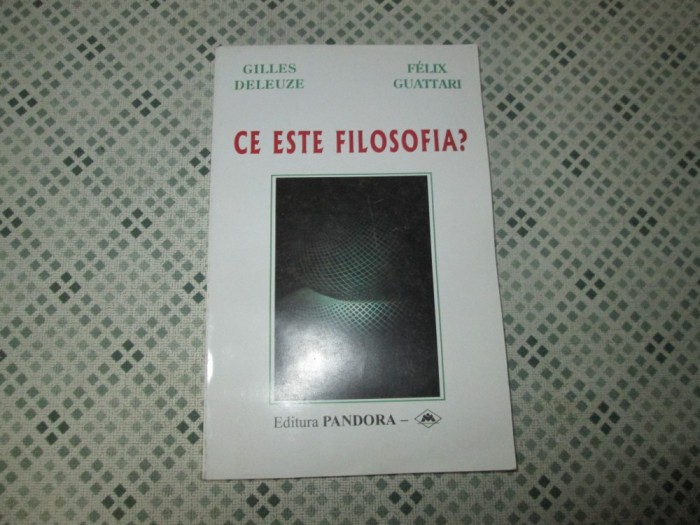 GILLES
DELEUZE
FÉLIX
GUATTARI
CE ESTE FILOSOFIA?
Editura PANDORA –